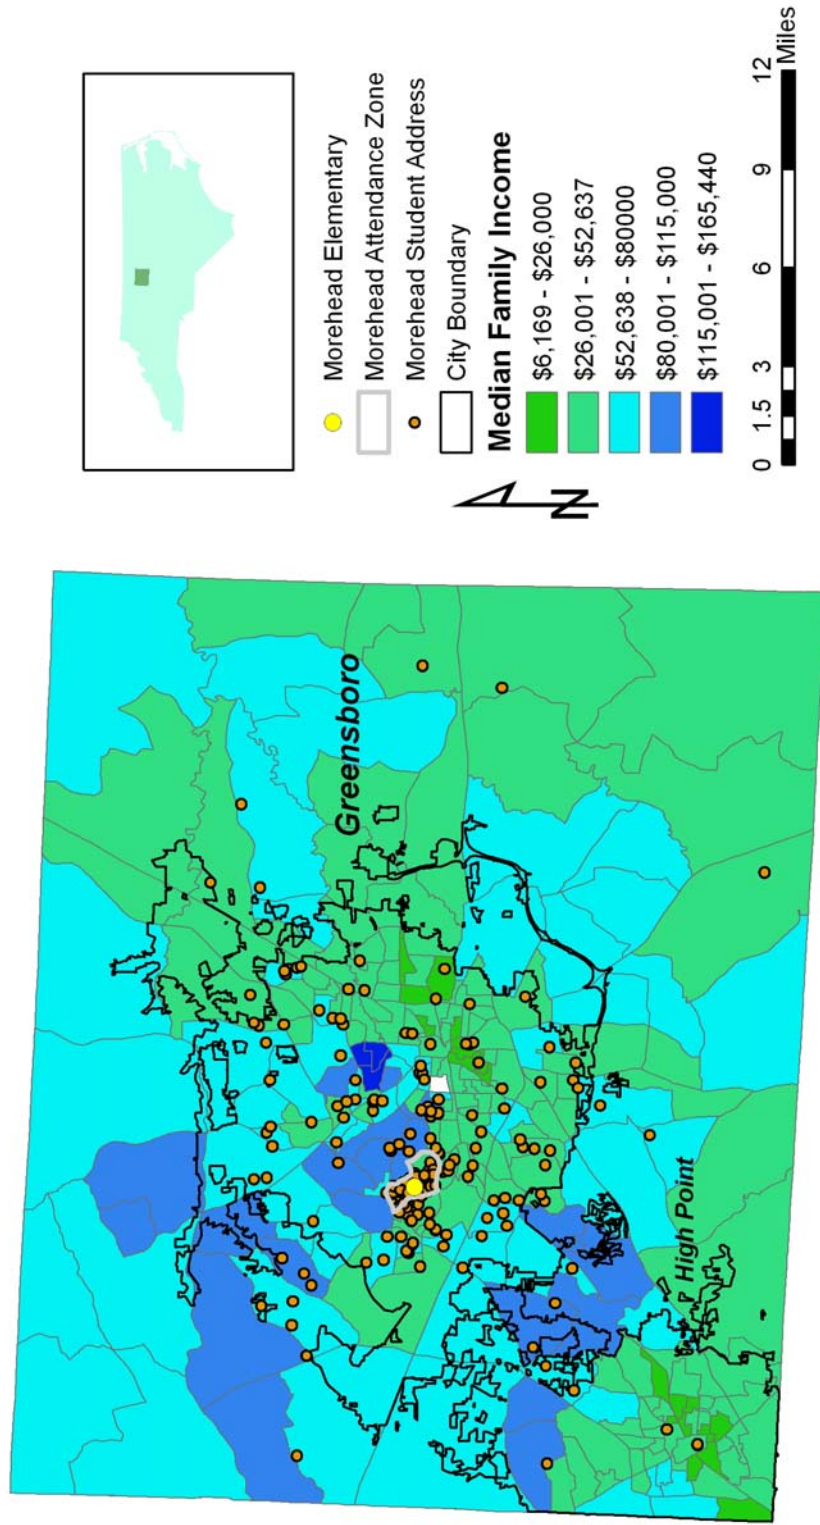 Morehead Elementary
Morehead Attendance Zone
Morehead Student Address
City Boundary
Median Family Income
$6,169 - $26,000
$26,001 - $52,637
$52,638 - $80000
$80,001 - $115,000
$115,001 - $165,440
N
0 1.5 3 6 9 12
Miles
Greensboro
High Point